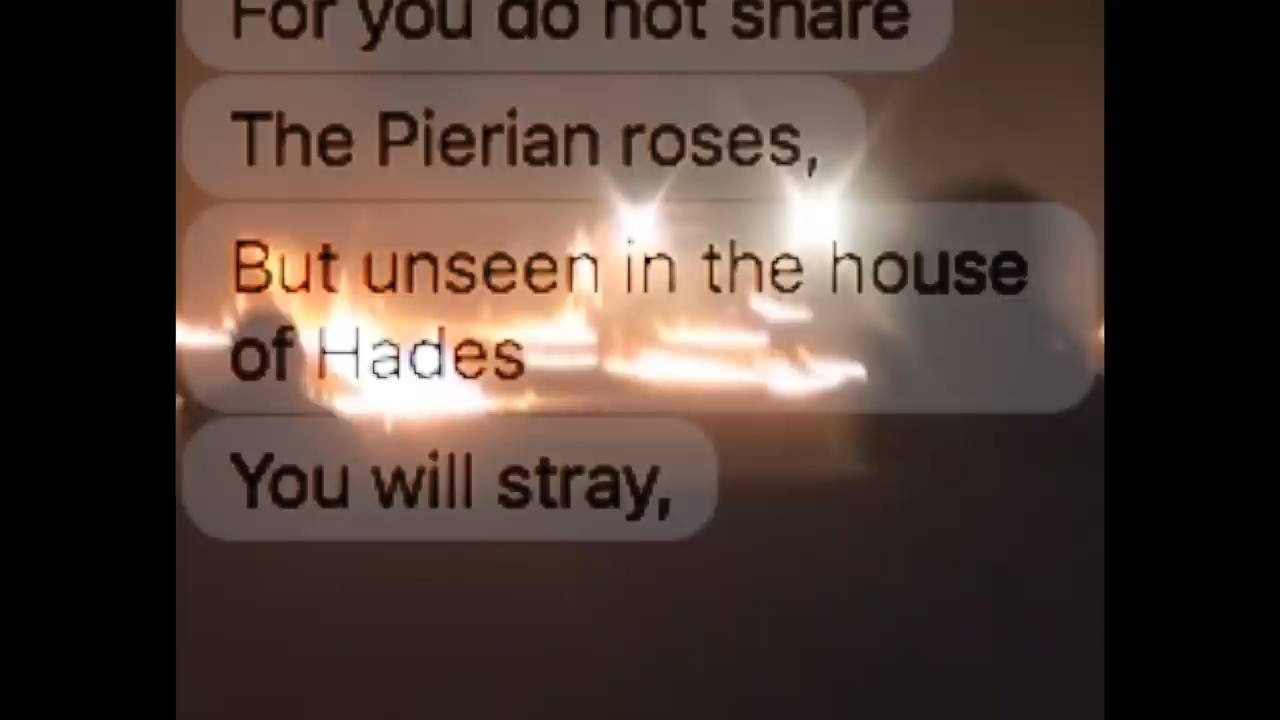 For you do not share
The Pierian roses,
But unseen in the house
of Hades
You will stray,